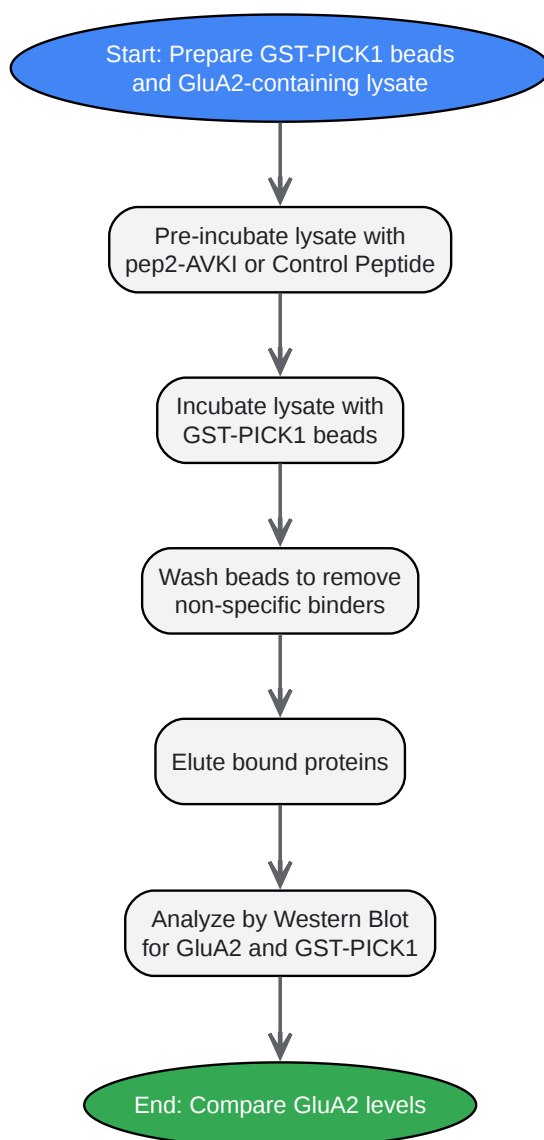 Start: Prepare GST-PICK1 beads
and GluA2-containing lysate
Pre-incubate lysate with
pep2-AVKI or Control Peptide
Incubate lysate with
GST-PICK1 beads
Wash beads to remove
non-specific binders
Elute bound proteins
Analyze by Western Blot
for GluA2 and GST-PICK1
End: Compare GluA2 levels